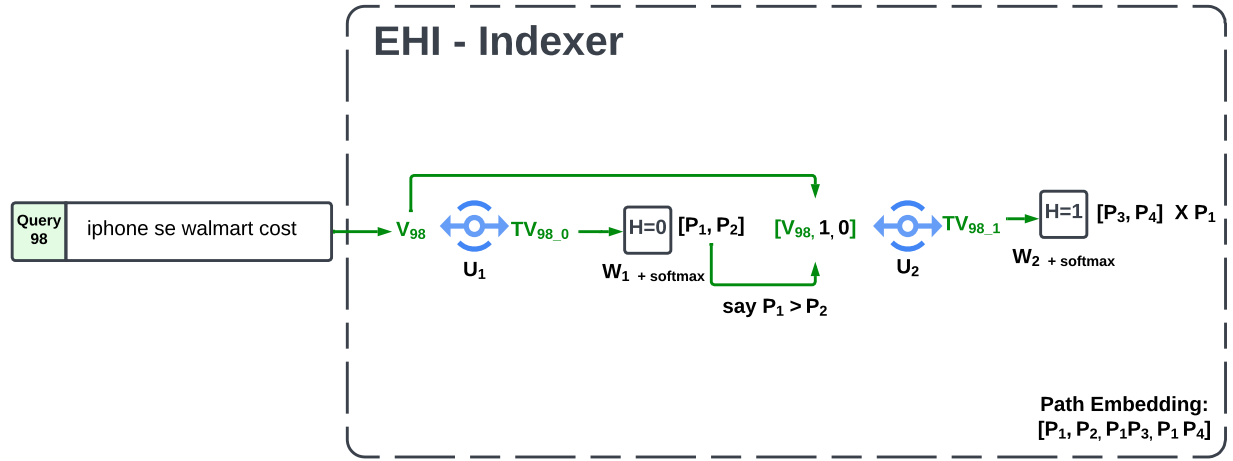 EHI - Indexer
Query
98
iphone se walmart cost
V98
U1
TV98_0
H=0
W1 + softmax
[P1, P2]
say P1 > P2
[V98, 1, 0]
U2
TV98_1
H=1
W2 + softmax
[P3, P4] X P1
Path Embedding:
[P1, P2, P1P3, P1 P4]